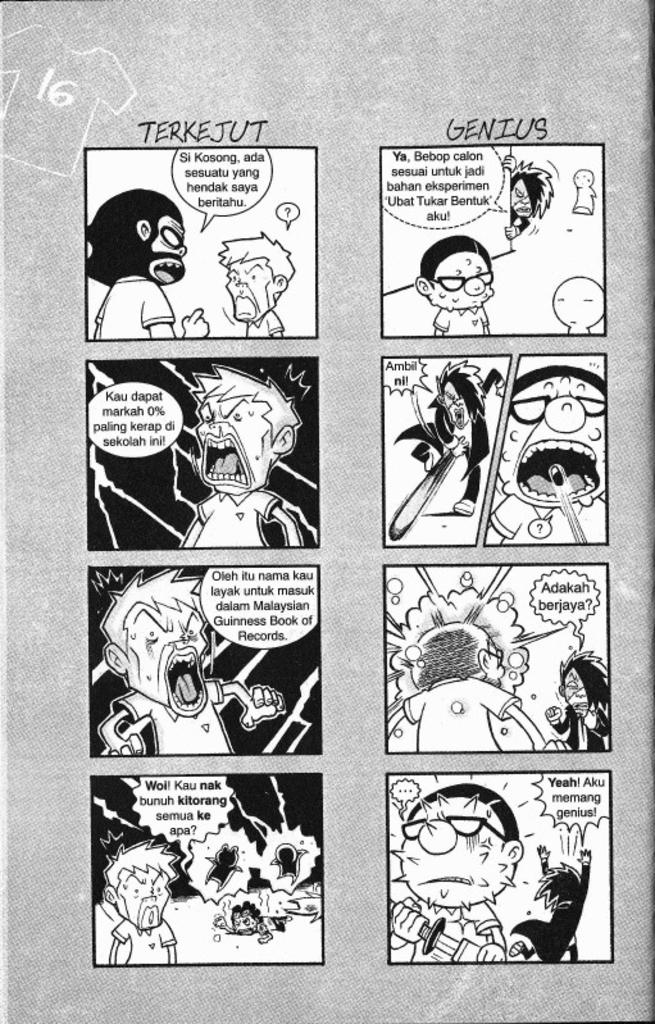 16
TERKEJUT
Si Kosong, ada
sesuatu yang
hendak saya
beritahu.
?
Kau dapat
markah 0%
paling kerap di
sekolah ini!
Oleh itu nama kau
layak untuk masuk
dalam Malaysian
Guinness Book of
Records.
Woi! Kau nak
bunuh kitorang
semua ke
apa?
GENIUS
Ya, Bebop calon
sesuai untuk jadi
bahan eksperimen
'Ubat Tukar Bentuk'
aku!
Ambil
ni!
?
Adakah
berjaya?
...
Yeah! Aku
memang
genius!